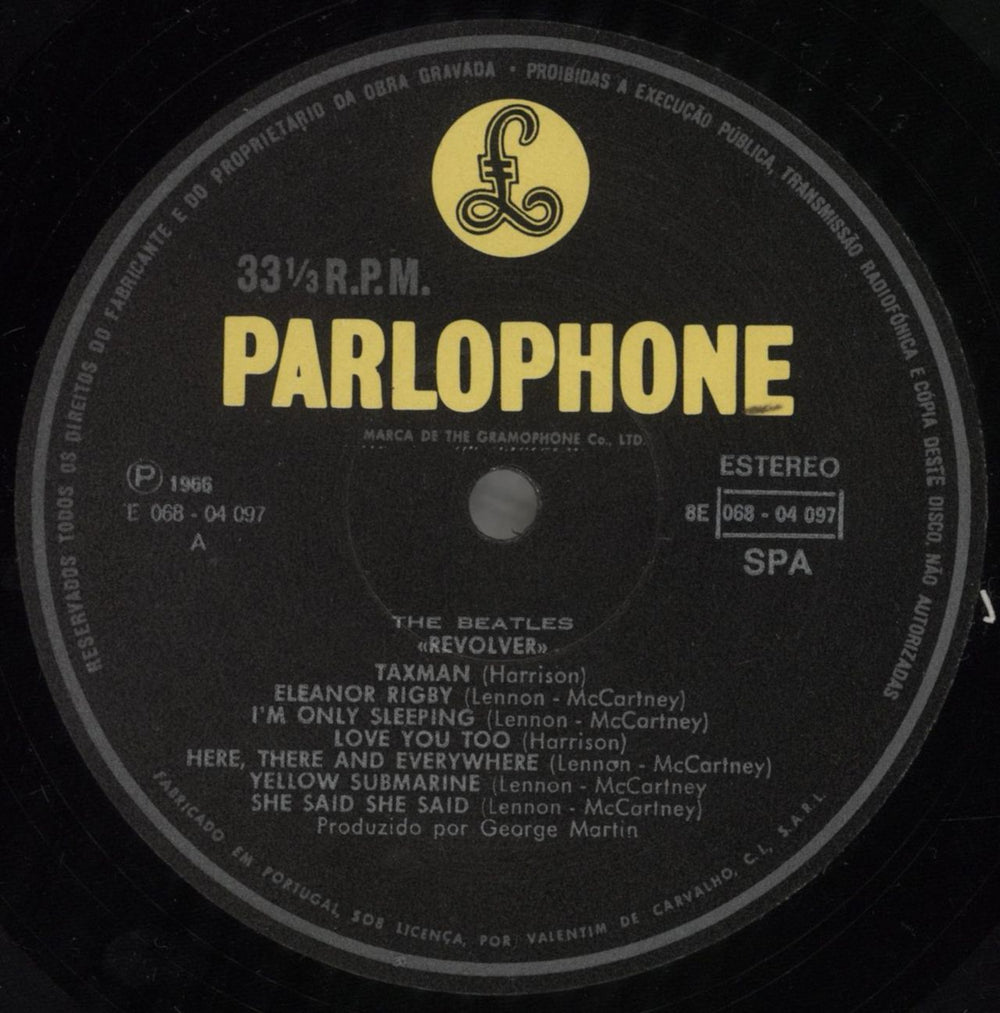 RESERVADOS TODOS OS DIREITOS DO FABRICANTE E DO PROPRIETÁRIO DA OBRA GRAVADA • PROIBIDAS A EXECUÇÃO PÚBLICA, TRANSMISSÃO RADIOFÓNICA E CÓPIA DESTE DISCO, NÃO AUTORIZADAS
£
33 1/3 R.P.M.
PARLOPHONE
MARCA DE THE GRAMOPHONE Co., LTD
Ⓟ 1966
E 068 - 04 097
A
ESTEREO
8E 068 - 04 097
SPA
THE BEATLES
«REVOLVER»
TAXMAN (Harrison)
ELEANOR RIGBY (Lennon - McCartney)
I'M ONLY SLEEPING (Lennon - McCartney)
LOVE YOU TOO (Harrison)
HERE, THERE AND EVERYWHERE (Lennon - McCartney)
YELLOW SUBMARINE (Lennon - McCartney
SHE SAID SHE SAID (Lennon - McCartney)
Produzido por George Martin
FABRICADO EM PORTUGAL, SOB LICENÇA, POR VALENTIM DE CARVALHO, C.I., S.A.R.L.